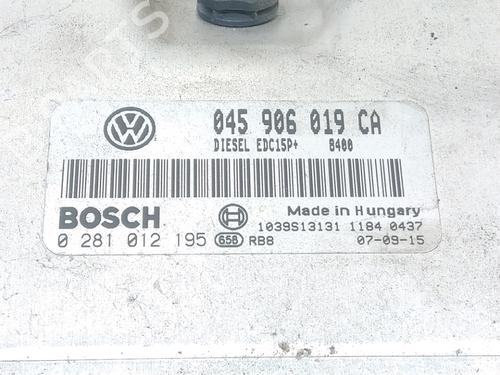 045 906 019 CA
DIESEL EDC15P+ 8400
BOSCH
Made in Hungary
0 281 012 195 658 RB8
1039S13131 1184 0437
07-09-15